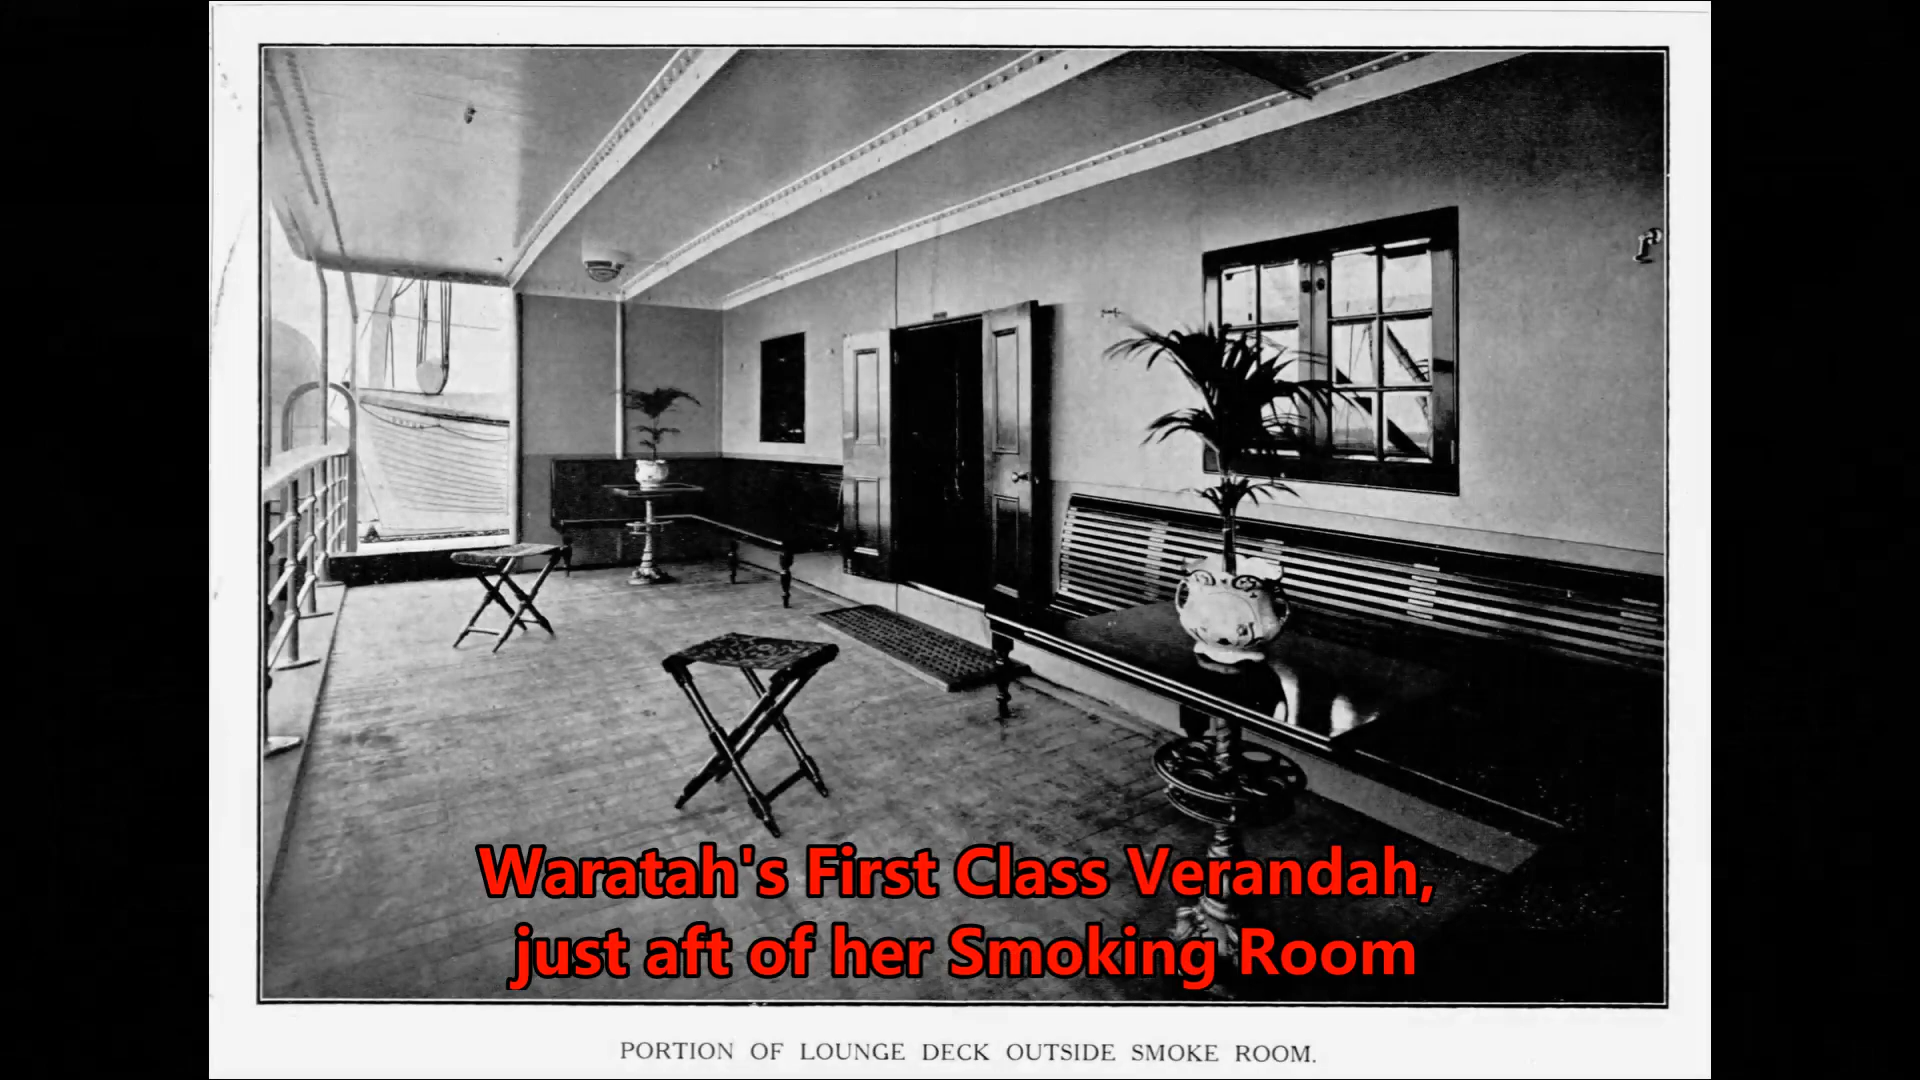 Waratah's First Class Verandah,
just aft of her Smoking Room
PORTION OF LOUNGE DECK OUTSIDE SMOKE ROOM.